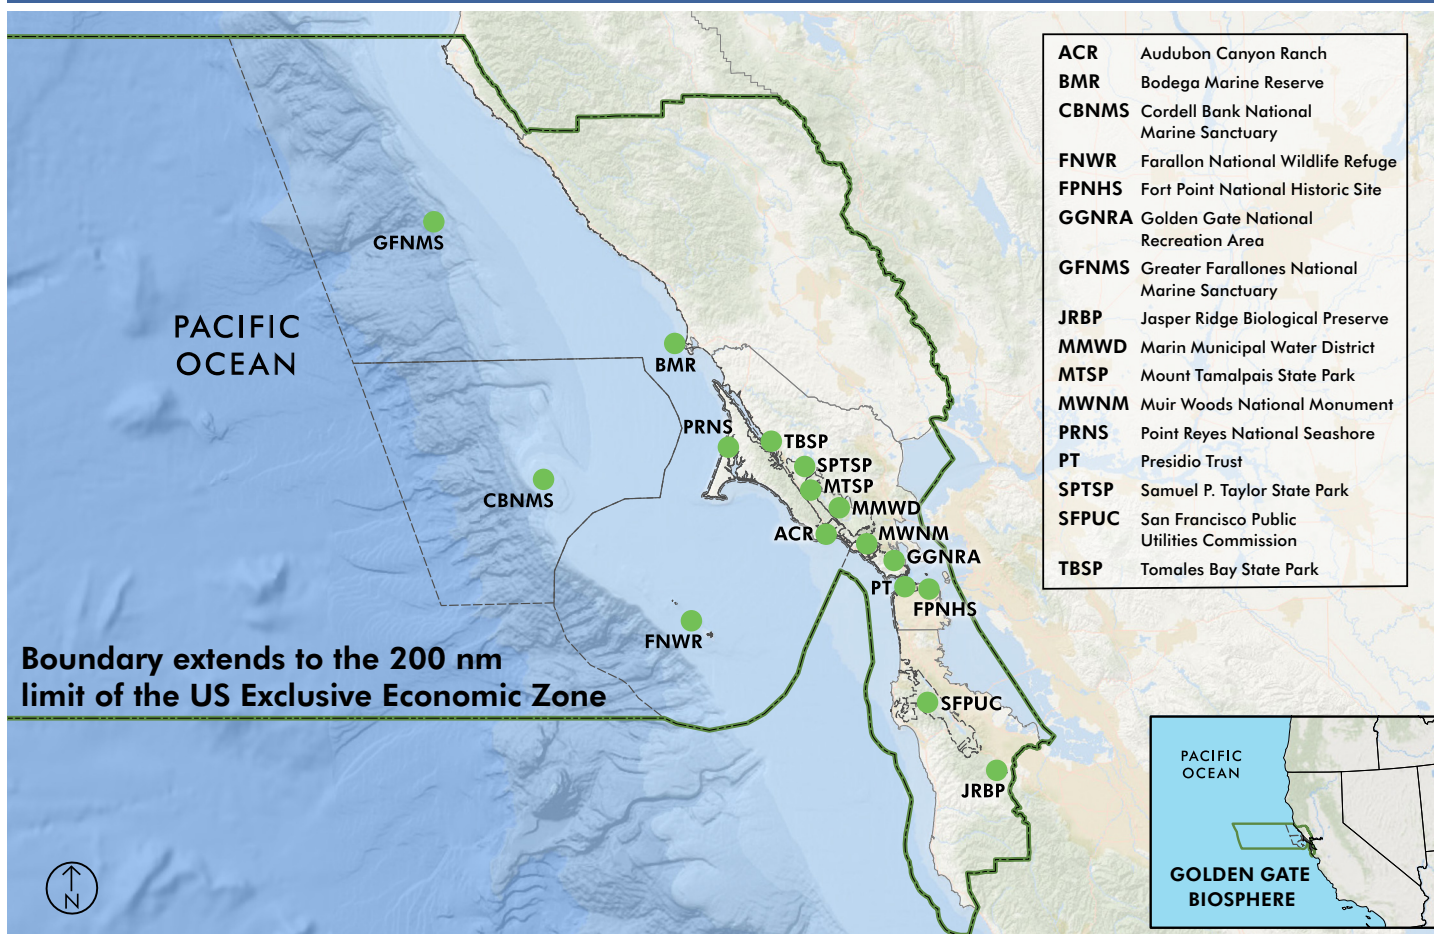 ACR Audubon Canyon Ranch
BMR Bodega Marine Reserve
CBNMS Cordell Bank National
Marine Sanctuary
FNWR Farallon National Wildlife Refuge
FPNHS Fort Point National Historic Site
GGNRA Golden Gate National
Recreation Area
GFNMS Greater Farallones National
Marine Sanctuary
JRBP Jasper Ridge Biological Preserve
MMWD Marin Municipal Water District
MTSP Mount Tamalpais State Park
MWNM Muir Woods National Monument
PRNS Point Reyes National Seashore
PT Presidio Trust
SPTSP Samuel P. Taylor State Park
SFPUC San Francisco Public
Utilities Commission
TBSP Tomales Bay State Park
GFNMS
PACIFIC
OCEAN
BMR
PRNS
TBSP
SPTSP
MTSP
CBNMS
MMWD
ACR
MWNM
GGNRA
PT
FPNHS
FNWR
Boundary extends to the 200 nm
limit of the US Exclusive Economic Zone
SFPUC
JRBP
N
PACIFIC
OCEAN
GOLDEN GATE
BIOSPHERE